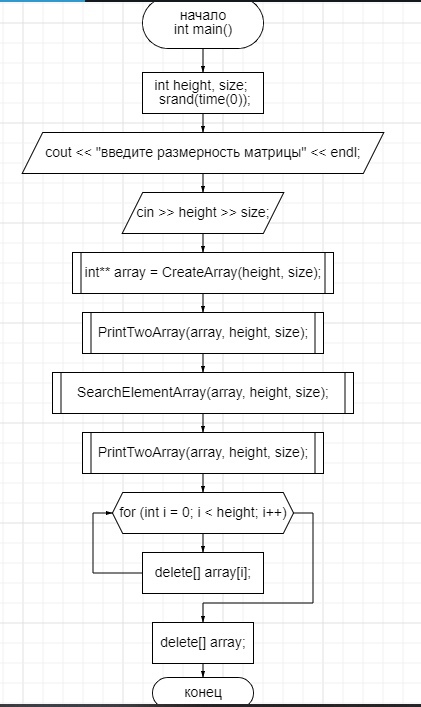 начало
int main()
int height, size;
srand(time(0));
cout << "введите размерность матрицы" << endl;
cin >> height >> size;
int** array = CreateArray(height, size);
PrintTwoArray(array, height, size);
SearchElementArray(array, height, size);
PrintTwoArray(array, height, size);
for (int i = 0; i < height; i++)
delete[] array[i];
delete[] array;
конец